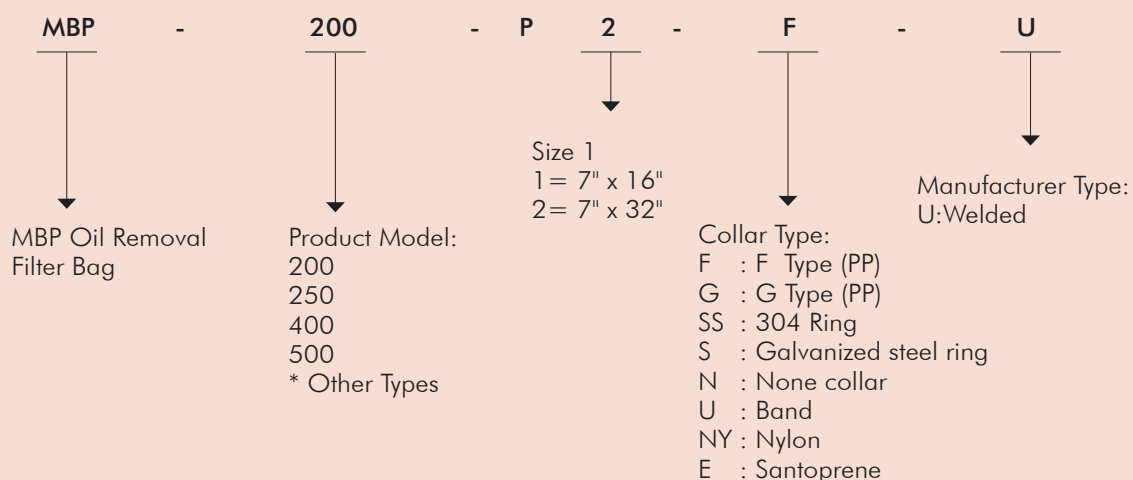 MBP - 200 - P 2 - F - U
Size 1
1= 7" x 16"
2= 7" x 32"
Manufacturer Type:
U:Welded
MBP Oil Removal
Filter Bag
Product Model:
200
250
400
500
* Other Types
Collar Type:
F : F Type (PP)
G : G Type (PP)
SS : 304 Ring
S : Galvanized steel ring
N : None collar
U : Band
NY : Nylon
E : Santoprene